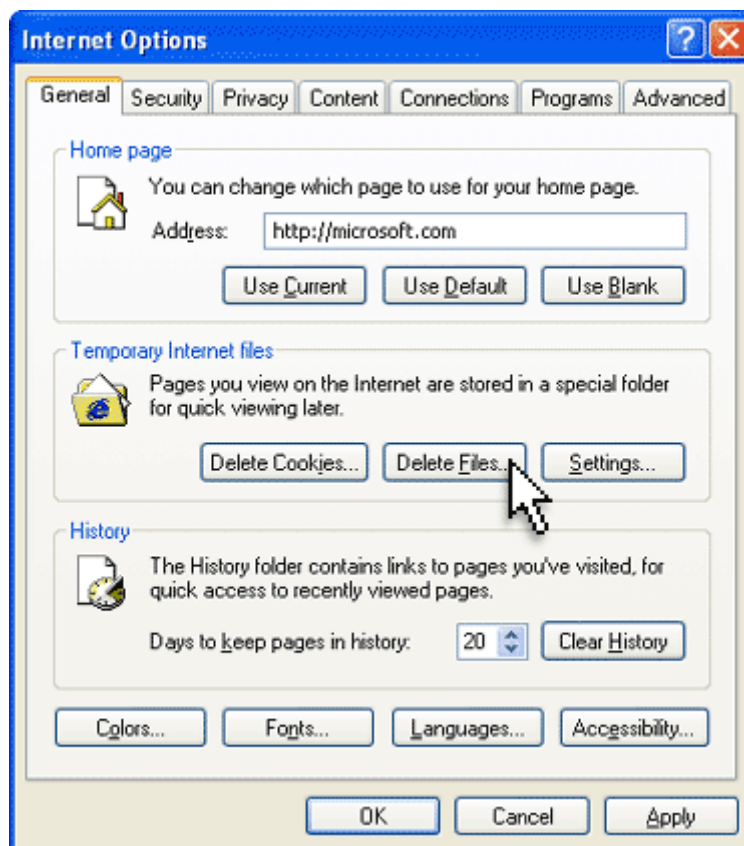 Internet Options
General Security Privacy Content Connections Programs Advanced
Home page
You can change which page to use for your home page.
Address: http://microsoft.com
Use Current Use Default Use Blank
Temporary Internet files
Pages you view on the Internet are stored in a special folder
for quick viewing later.
Delete Cookies... Delete Files... Settings...
History
The History folder contains links to pages you've visited, for
quick access to recently viewed pages.
Days to keep pages in history: 20 Clear History
Colors... Fonts... Languages... Accessibility...
OK Cancel Apply